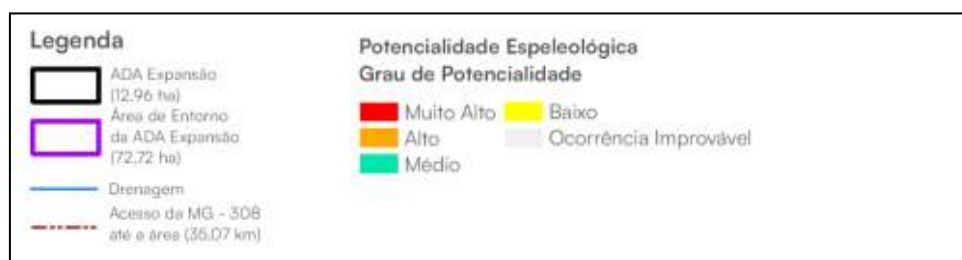 Legenda
ADA Expansão
(12.96 ha)
Área de Entorno
da ADA Expansão
(72.72 ha)
Drenagem
Acesso da MG - 308
até a área (35.07 km)
Potencialidade Espeleológica
Grau de Potencialidade
Muito Alto
Baixo
Alto
Ocorrência Improvável
Médio